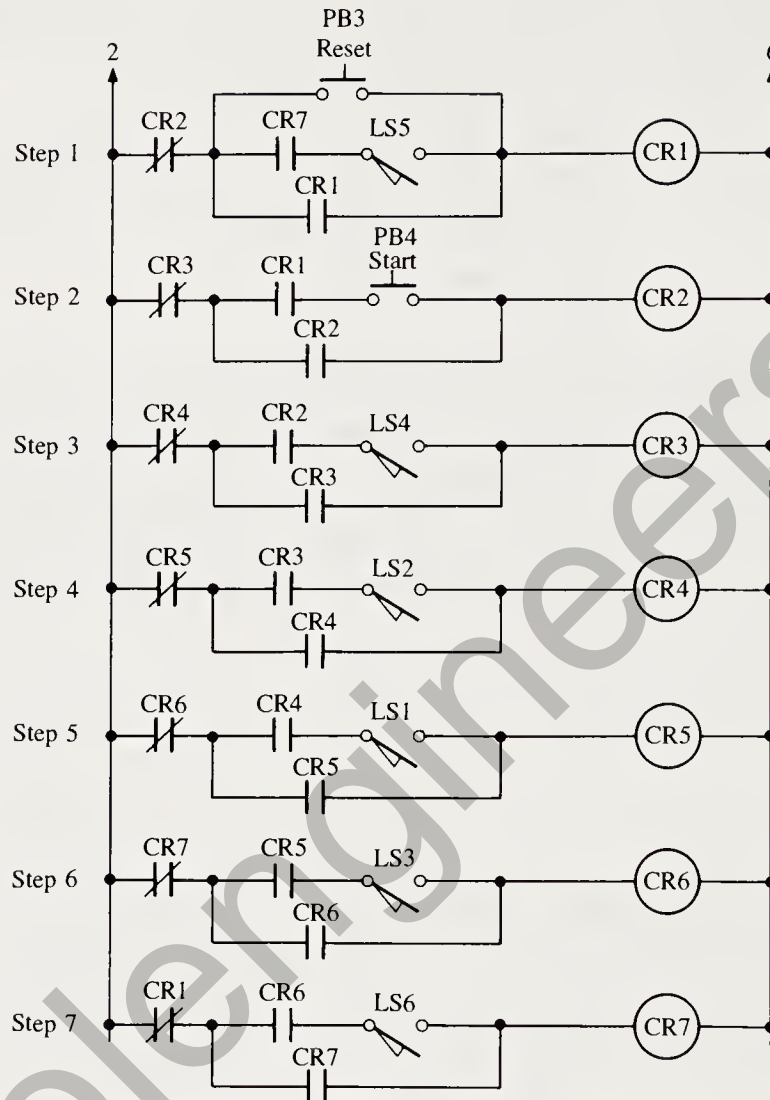 PB3
Reset
2
CR2
CR7
LS5
Step 1
CR1
CR1
PB4
Start
CR3
CR1
Step 2
CR2
CR2
CR4
CR2
LS4
Step 3
CR3
CR3
CR5
CR3
LS2
Step 4
CR4
CR4
CR6
CR4
LS1
Step 5
CR5
CR5
CR7
CR5
LS3
Step 6
CR6
CR6
CR1
CR6
LS6
Step 7
CR7
CR7